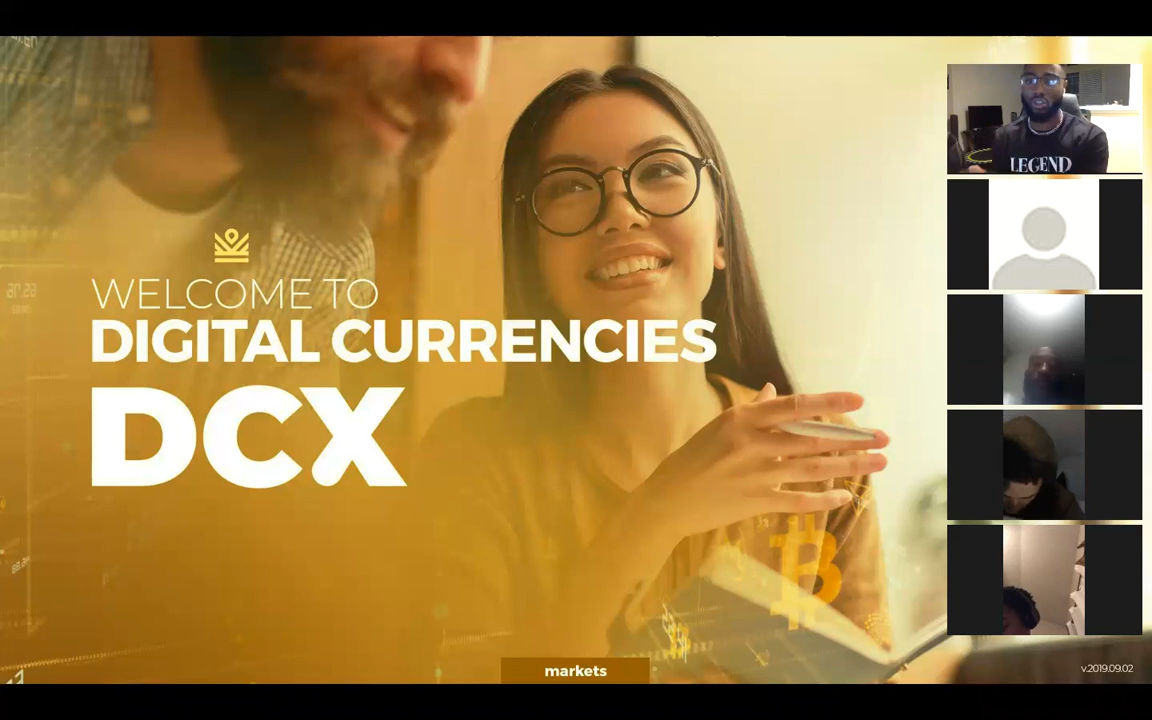 WELCOME TO
DIGITAL CURRENCIES
DCX
LEGEND
markets
v.2019.09.02